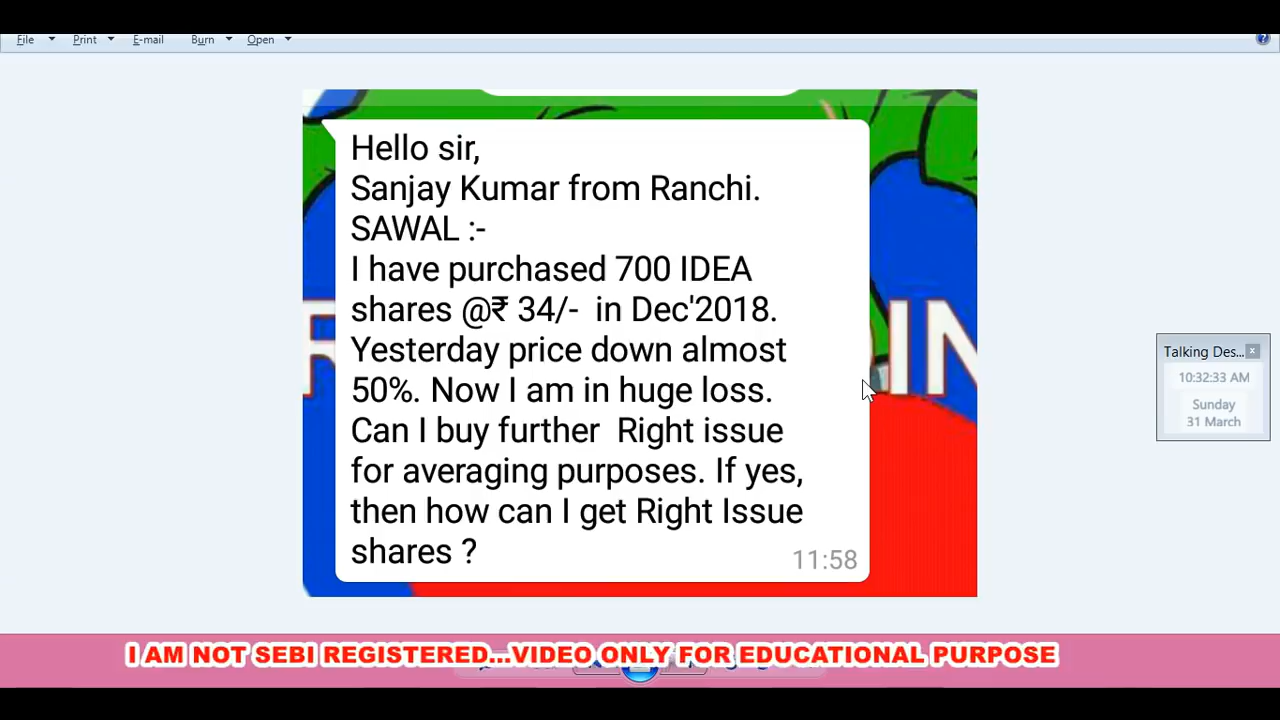 File Print E-mail Burn Open
Hello sir,
Sanjay Kumar from Ranchi.
SAWAL :-
I have purchased 700 IDEA
shares @₹ 34/-  in Dec'2018.
Yesterday price down almost
50%. Now I am in huge loss.
Can I buy further  Right issue
for averaging purposes. If yes,
then how can I get Right Issue
shares ?
11:58
IN
Talking Des... x
10:32:33 AM
Sunday
31 March
I AM NOT SEBI REGISTERED...VIDEO ONLY FOR EDUCATIONAL PURPOSE